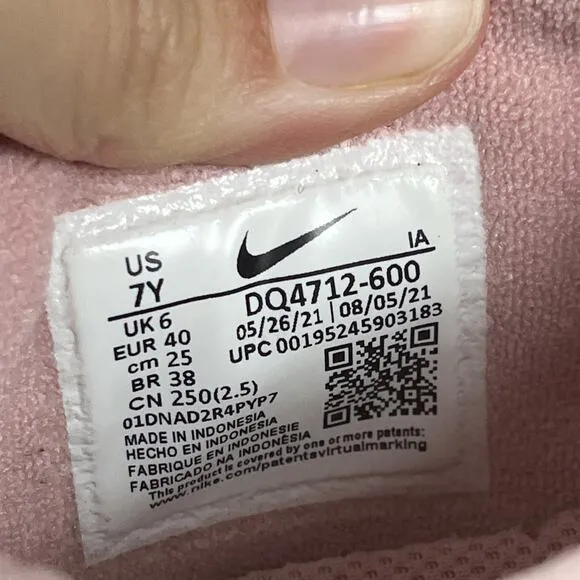 US
7Y
IA
DQ4712-600
05/26/21 | 08/05/21
UPC 00195245903183
UK 6
EUR 40
cm 25
BR 38
CN 250(2.5)
01DNAD2R4PYP7
MADE IN INDONESIA
HECHO EN INDONESIA
FABRIQUE EN INDONESIE
FABRICADO NA INDONÉSIA
This product is covered by one or more patents:
www.nike.com/patentsvirtualmarking